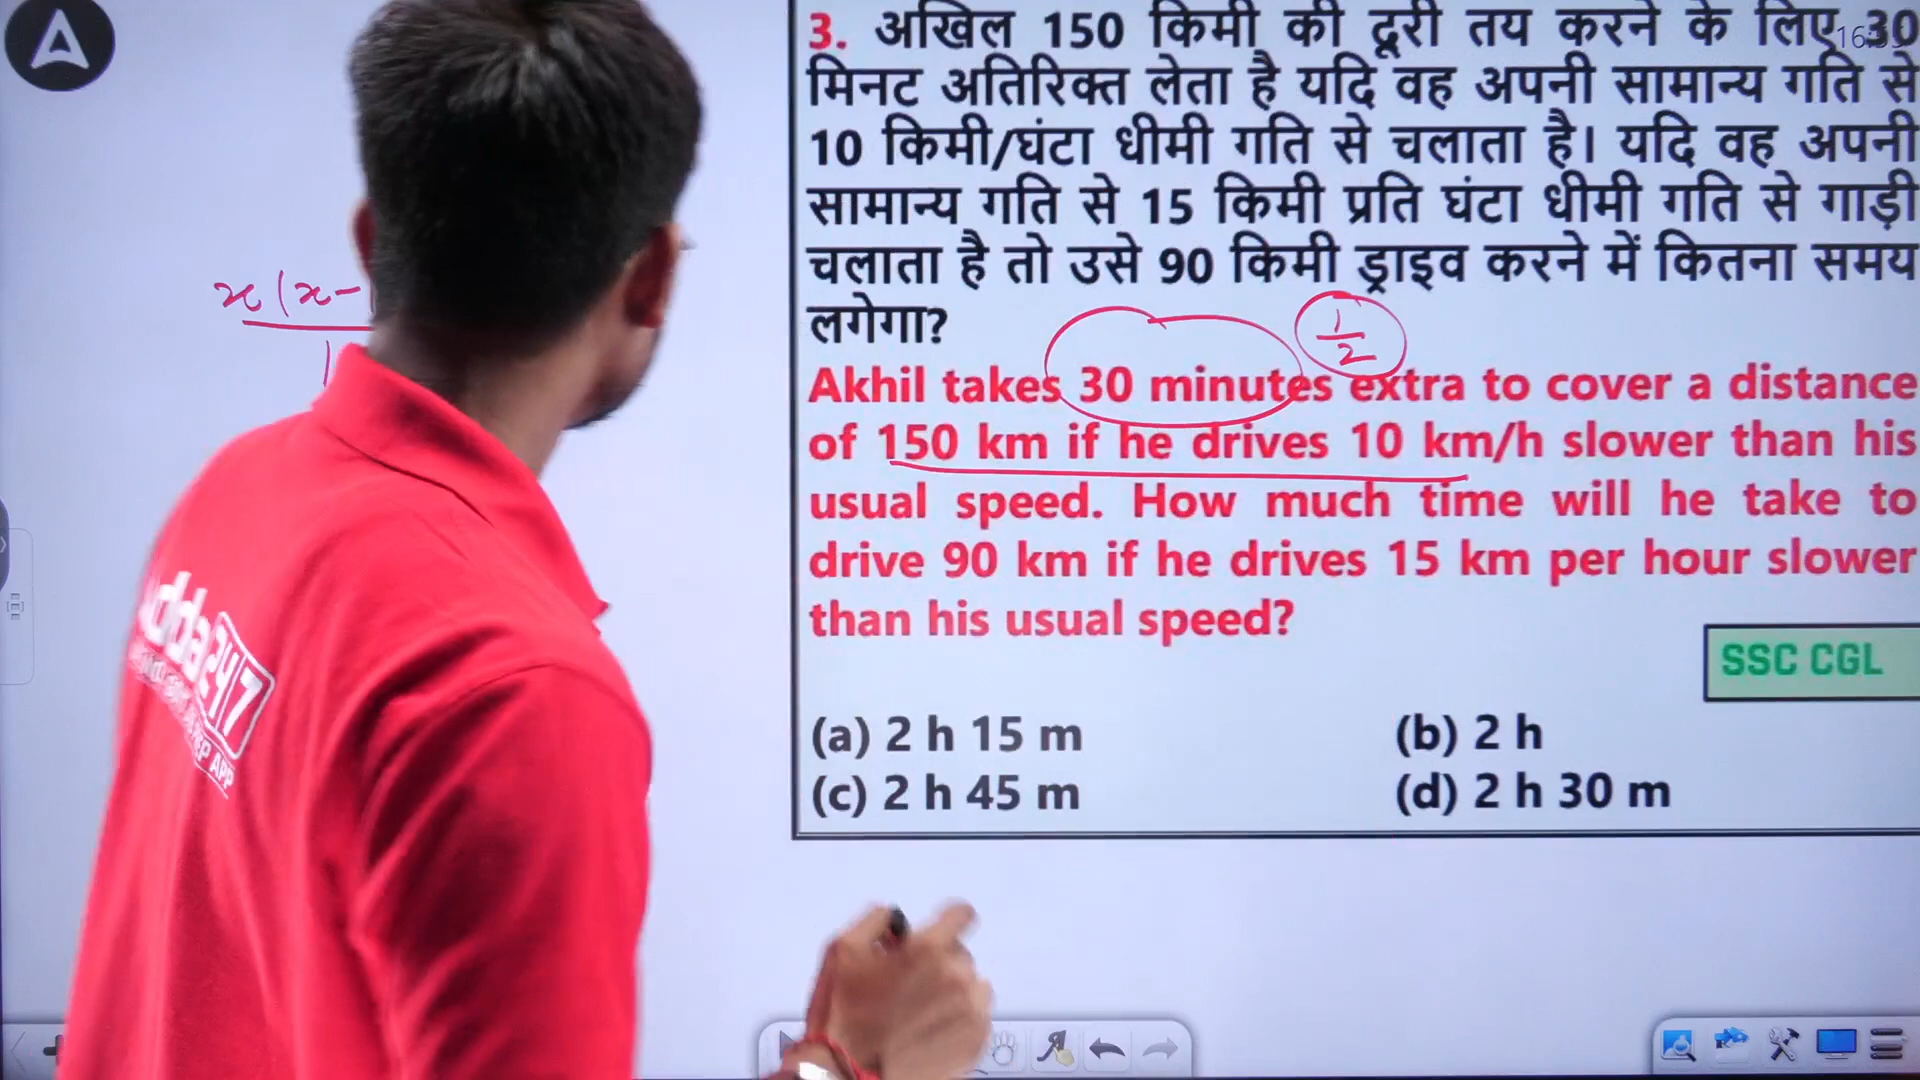 3. अखिल 150 किमी की दूरी तय करने के लिए 30
मिनट अतिरिक्त लेता है यदि वह अपनी सामान्य गति से
10 किमी/घंटा धीमी गति से चलाता है। यदि वह अपनी
सामान्य गति से 15 किमी प्रति घंटा धीमी गति से गाड़ी
चलाता है तो उसे 90 किमी ड्राइव करने में कितना समय
लगेगा?
x(x-
1/2
Akhil takes 30 minutes extra to cover a distance
of 150 km if he drives 10 km/h slower than his
usual speed. How much time will he take to
drive 90 km if he drives 15 km per hour slower
than his usual speed?
SSC CGL
(a) 2 h 15 m
(b) 2 h
(c) 2 h 45 m
(d) 2 h 30 m
247
APP